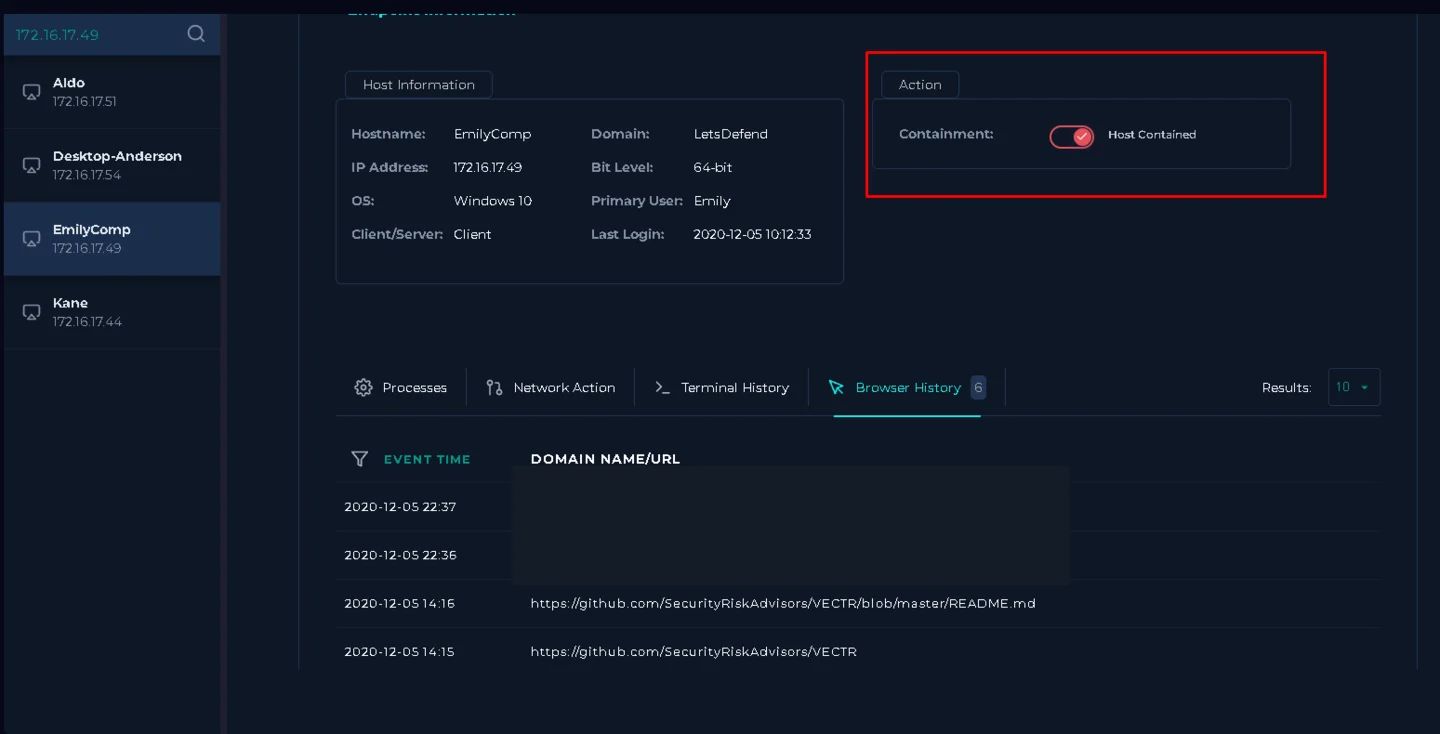 Endpoint Information
172.16.17.49
Aldo
172.16.17.51
Desktop-Anderson
172.16.17.54
EmilyComp
172.16.17.49
Kane
172.16.17.44
Host Information
Hostname: EmilyComp Domain: LetsDefend
IP Address: 172.16.17.49 Bit Level: 64-bit
OS: Windows 10 Primary User: Emily
Client/Server: Client Last Login: 2020-12-05 10:12:33
Action
Containment: Host Contained
Processes Network Action Terminal History Browser History 6 Results: 10
EVENT TIME DOMAIN NAME/URL
2020-12-05 22:37
2020-12-05 22:36
2020-12-05 14:16 https://github.com/SecurityRiskAdvisors/VECTR/blob/master/README.md
2020-12-05 14:15 https://github.com/SecurityRiskAdvisors/VECTR